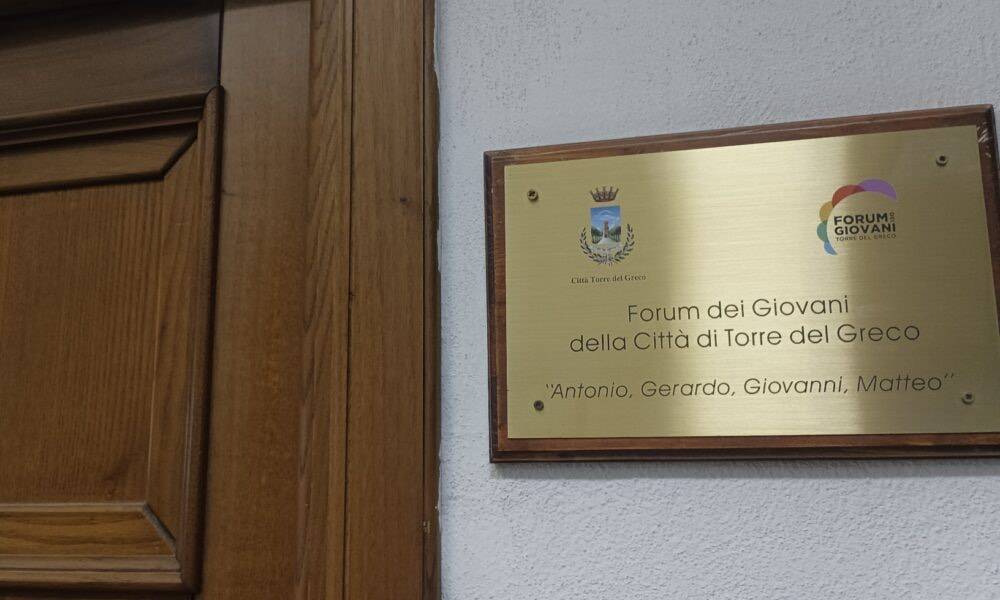 Città Torre del Greco
FORUM DEI
GIOVANI
TORRE DEL GRECO
Forum dei Giovani
della Città di Torre del Greco
"Antonio, Gerardo, Giovanni, Matteo"